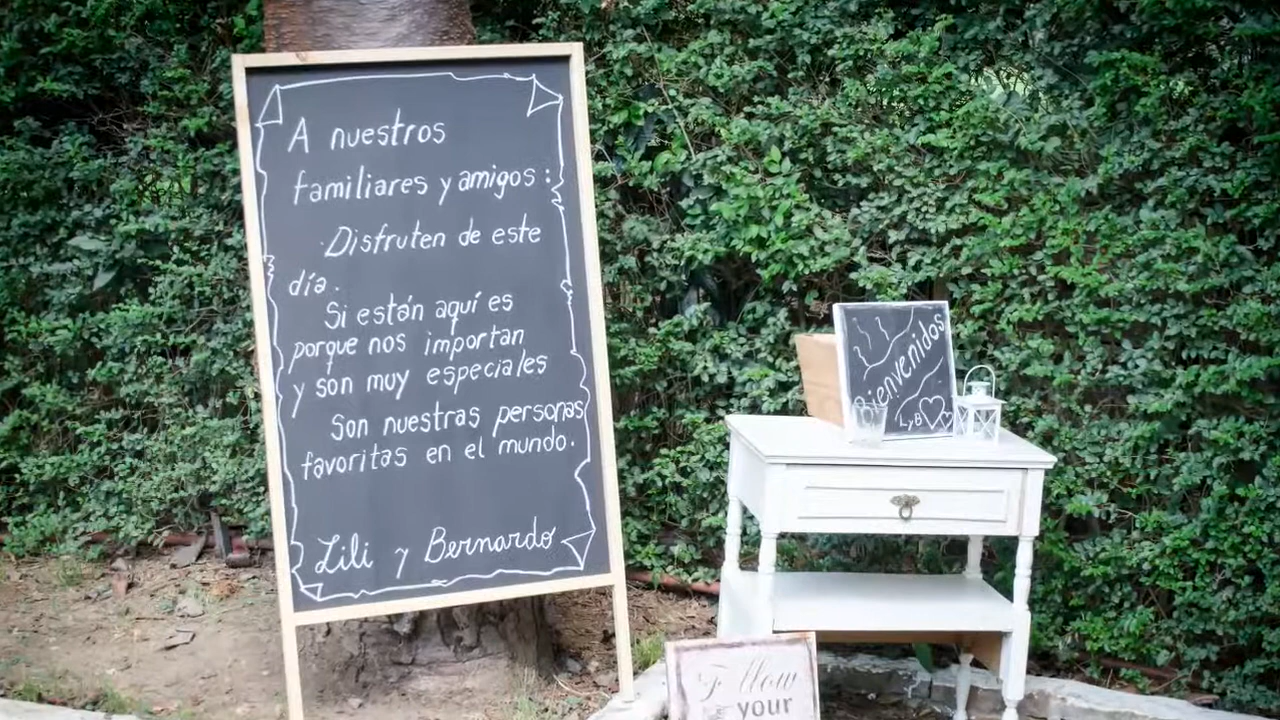 A nuestros
familiares y amigos:
Disfruten de este
día.
Si están aquí es
porque nos importan
y son muy especiales
Son nuestras personas
favoritas en el mundo.
Lili y Bernardo
Bienvenidos
L y B
Follow
your